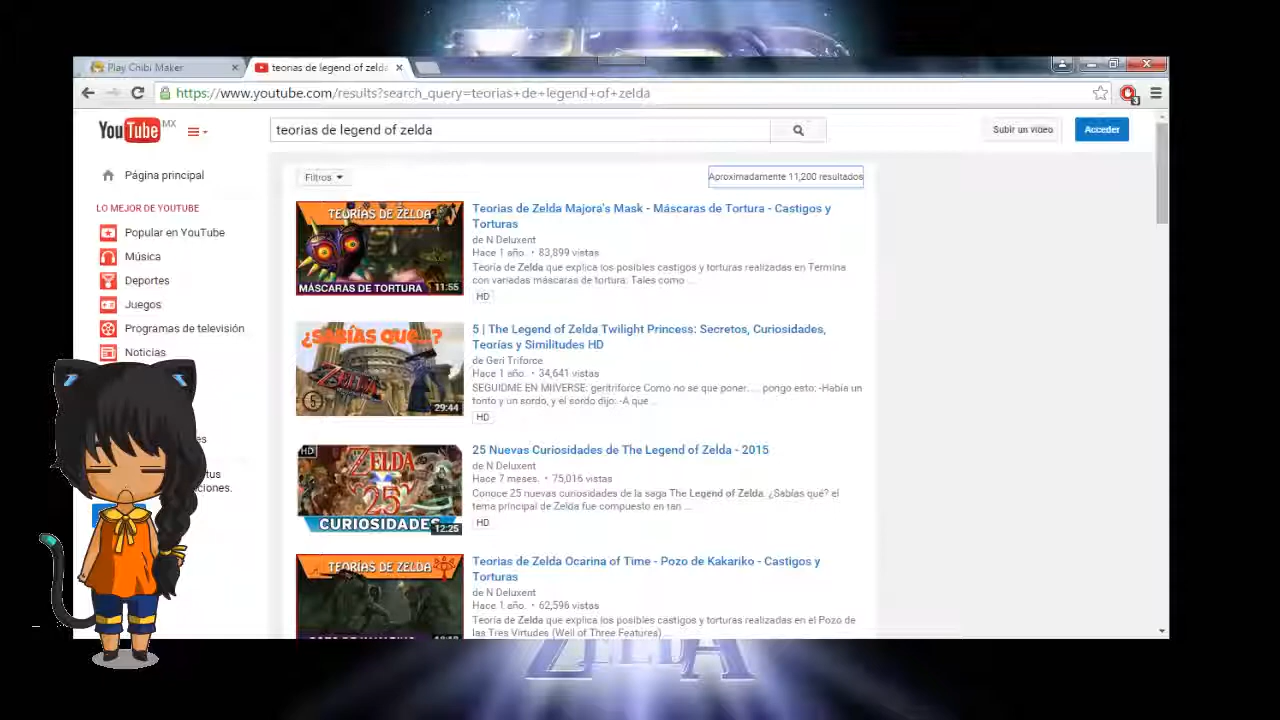 Play Chibi Maker
teorias de legend of zelda
https://www.youtube.com/results?search_query=teorias+de+legend+of+zelda
3
YouTube MX
teorias de legend of zelda
Subir un video
Acceder
Página principal
LO MEJOR DE YOUTUBE
Popular en YouTube
Música
Deportes
Juegos
Programas de televisión
Noticias
es
tus
ciones.
Filtros
Aproximadamente 11,200 resultados
TEORÍAS DE ZELDA
MÁSCARAS DE TORTURA
11:55
Teorias de Zelda Majora's Mask - Máscaras de Tortura - Castigos y
Torturas
de N Deluxent
Hace 1 año. • 83,899 vistas
Teoría de Zelda que explica los posibles castigos y torturas realizadas en Termina
con variadas máscaras de tortura: Tales como ...
HD
¿SABÍAS QUE...?
ZELDA
5
29:44
5 | The Legend of Zelda Twilight Princess: Secretos, Curiosidades,
Teorías y Similitudes HD
de Geri Triforce
Hace 1 año. • 34,641 vistas
SEGUIDME EN MIIVERSE: geritriforce Como no se que poner.... pongo esto: -Había un
tonto y un sordo, y el sordo dijo: -A que ...
HD
HD
ZELDA
25
CURIOSIDADES
12:25
25 Nuevas Curiosidades de The Legend of Zelda - 2015
de N Deluxent
Hace 7 meses. • 75,016 vistas
Conoce 25 nuevas curiosidades de la saga The Legend of Zelda. ¿Sabías qué? el
tema principal de Zelda fue compuesto en tan ...
HD
TEORÍAS DE ZELDA
Teorias de Zelda Ocarina of Time - Pozo de Kakariko - Castigos y
Torturas
de N Deluxent
Hace 1 año. • 62,596 vistas
Teoría de Zelda que explica los posibles castigos y torturas realizadas en el Pozo de
las Tres Virtudes (Well of Three Features) ...
ZELDA